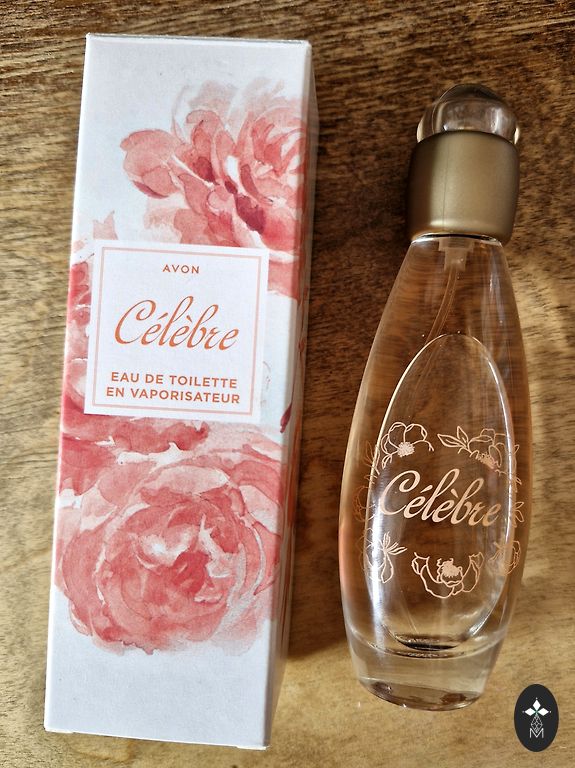 AVON
Célèbre
EAU DE TOILETTE
EN VAPORISATEUR
Célèbre
M